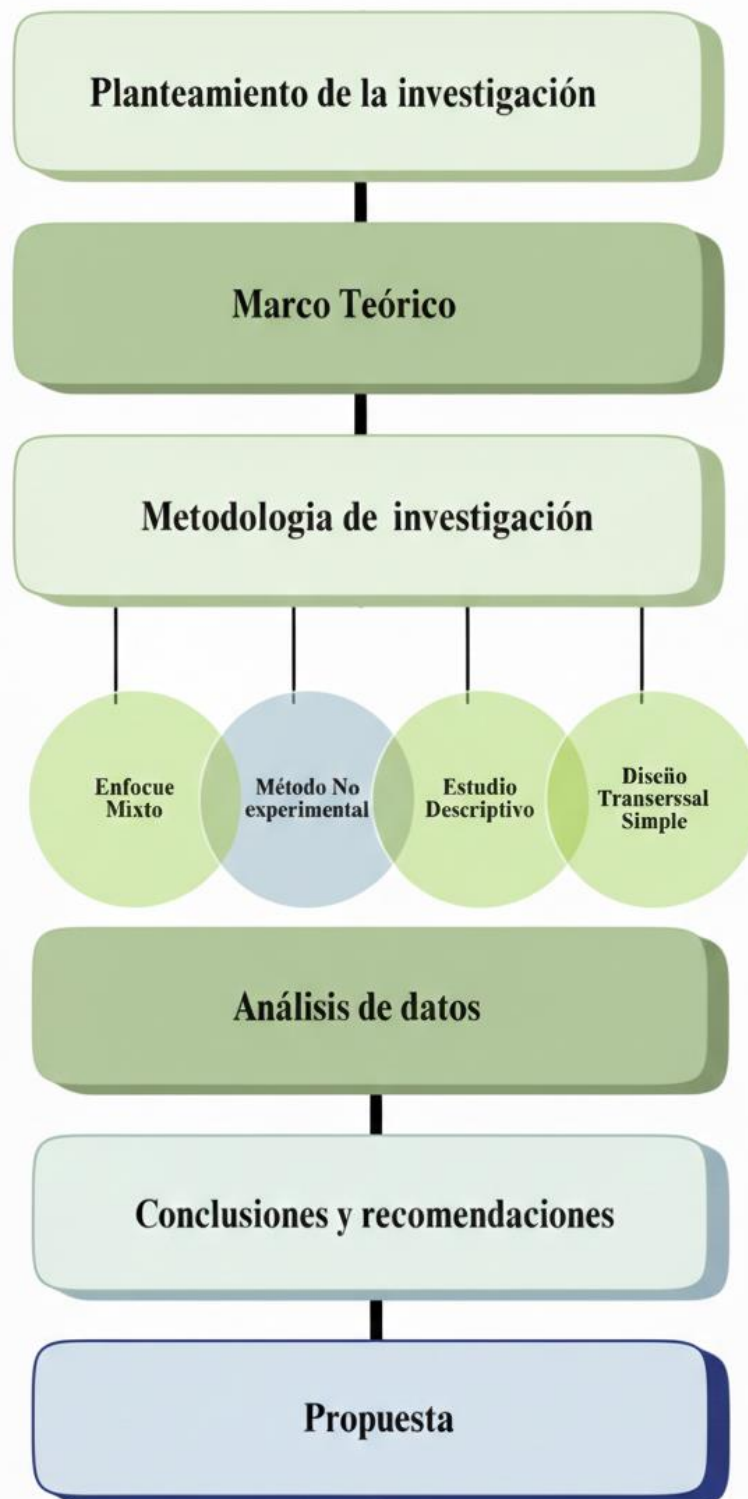 Planteamiento de la investigación
Marco Teórico
Metodologia de investigación
Enfocue
Mixto
Método No
experimental
Estudio
Descriptivo
Diseïio
Transerssal
Simple
Análisis de datos
Conclusiones y recomendaciones
Propuesta